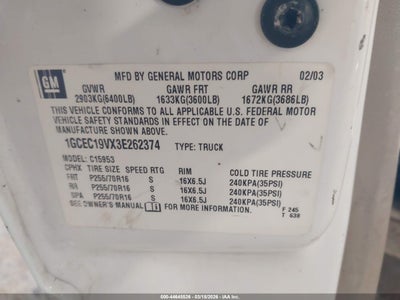 GM
MFD BY GENERAL MOTORS CORP 02/03
GVWR GAWR FRT GAWR RR
2903KG(6400LB) 1633KG(3600LB) 1672KG(3686LB)
THIS VEHICLE CONFORMS TO ALL APPLICABLE U.S. FEDERAL MOTOR
VEHICLE SAFETY STANDARDS IN EFFECT ON THE DATE OF
MANUFACTURE SHOWN ABOVE.
1GCEC19VX3E262374 TYPE: TRUCK
MODEL: C15953
CPHX TIRE SIZE SPEED RTG RIM COLD TIRE PRESSURE
FRT P255/70R16 S 16X6.5J 240KPA(35PSI)
RR P255/70R16 S 16X6.5J 240KPA(35PSI)
SPA P255/70R16 S 16X6.5J 240KPA(35PSI)
SEE OWNER'S MANUAL FOR MORE INFORMATION. F 245
T 638
000-44640526 - 03/18/2026 - IAA Holdings, LLC